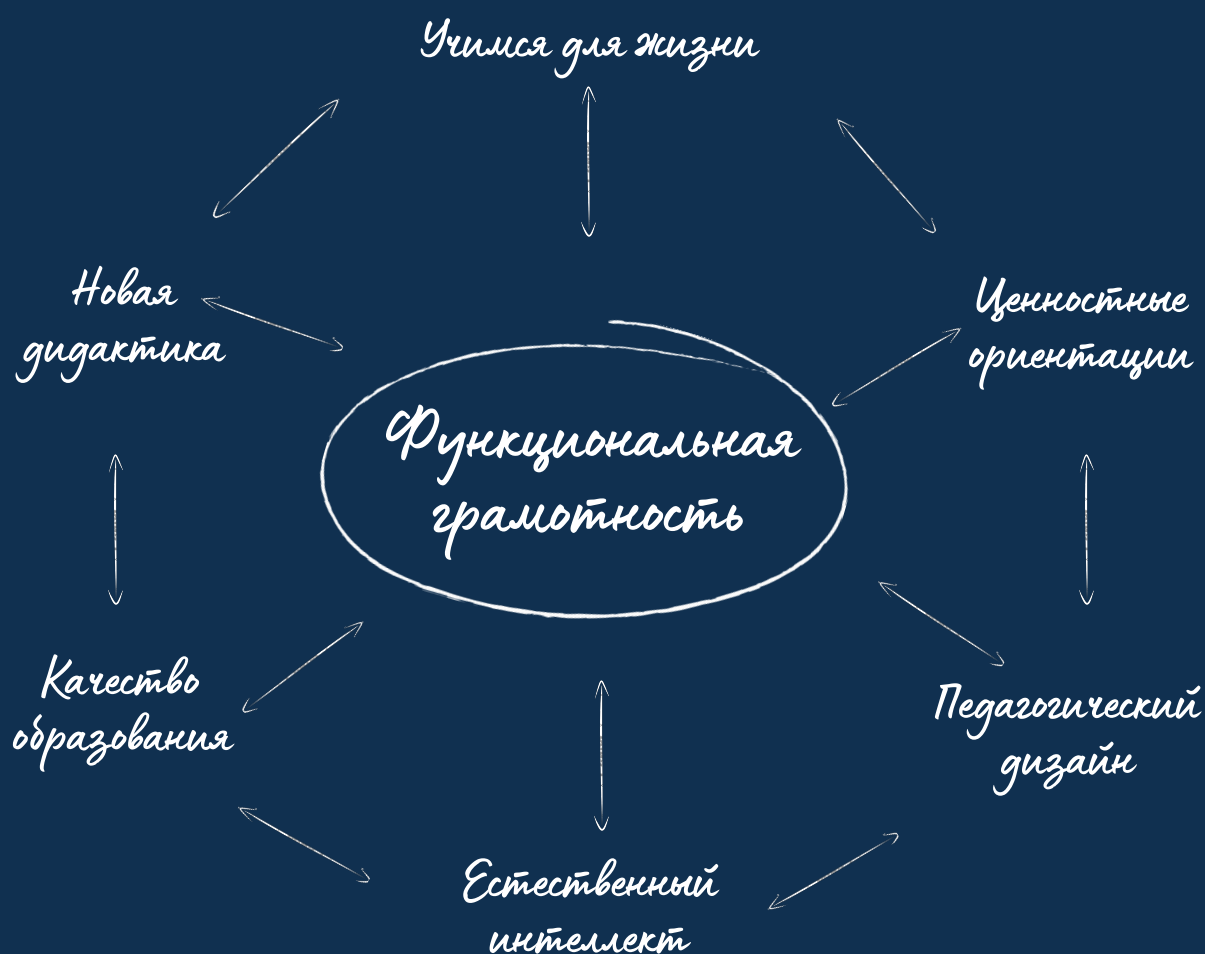 Учимся для жизни
Новая
дидактика
Ценностные
ориентации
Функциональная
грамотность
Качество
образования
Педагогический
дизайн
Естественный
интеллект